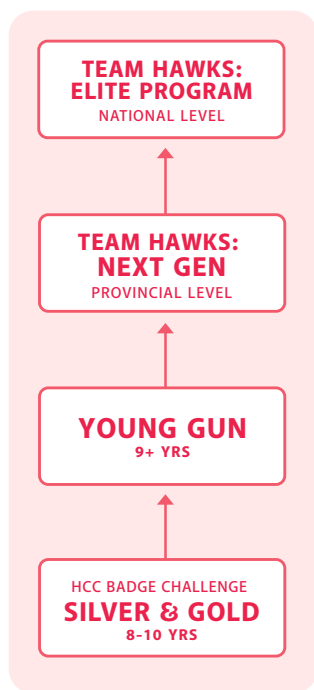 TEAM HAWKS:
ELITE PROGRAM
NATIONAL LEVEL
TEAM HAWKS:
NEXT GEN
PROVINCIAL LEVEL
YOUNG GUN
9+ YRS
HCC BADGE CHALLENGE
SILVER & GOLD
8-10 YRS